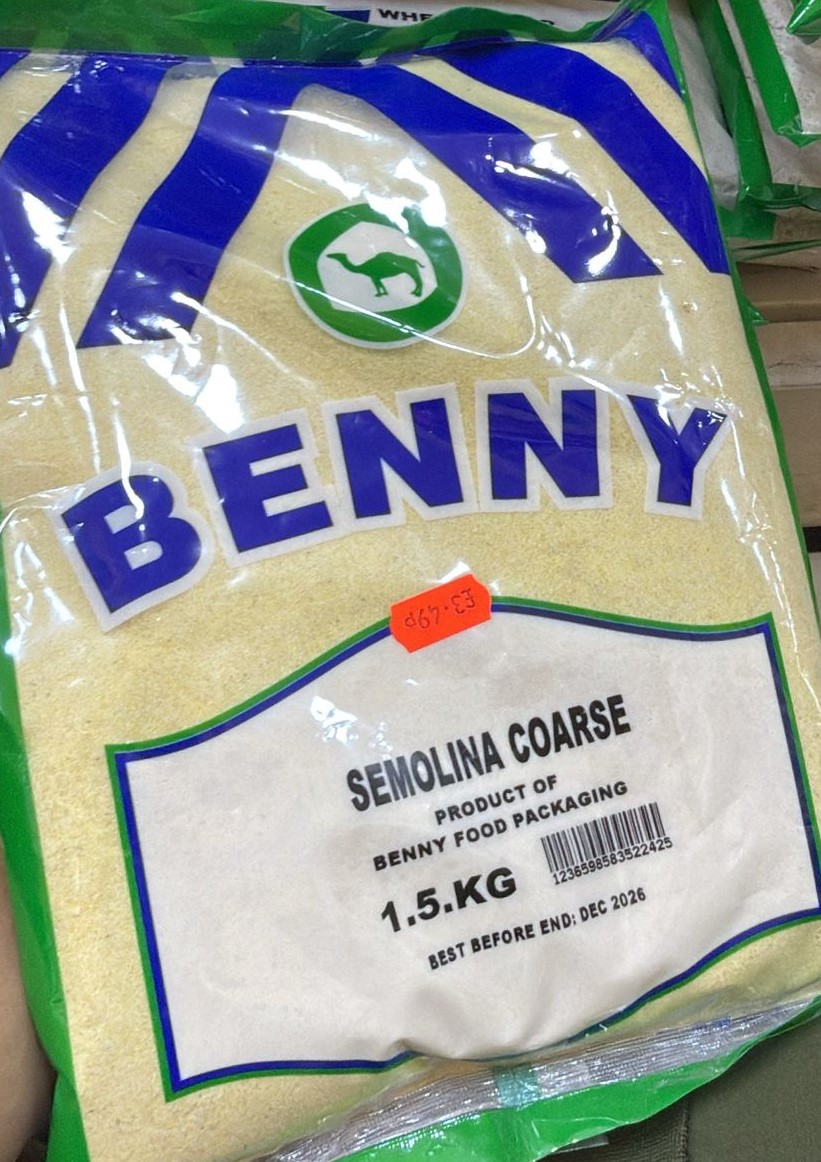 BENNY
£3.49p
SEMOLINA COARSE
PRODUCT OF
BENNY FOOD PACKAGING
1.5.KG
1236598583522425
BEST BEFORE END: DEC 2026